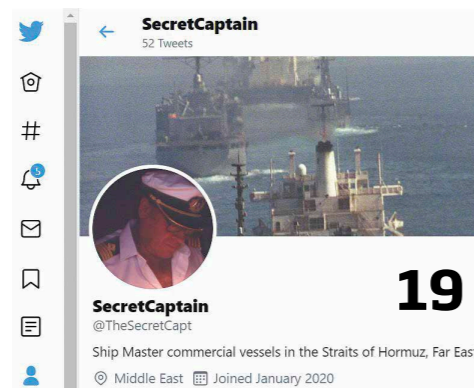 SecretCaptain
52 Tweets
5
19
SecretCaptain
@TheSecretCapt
Ship Master commercial vessels in the Straits of Hormuz, Far East
Middle East Joined January 2020